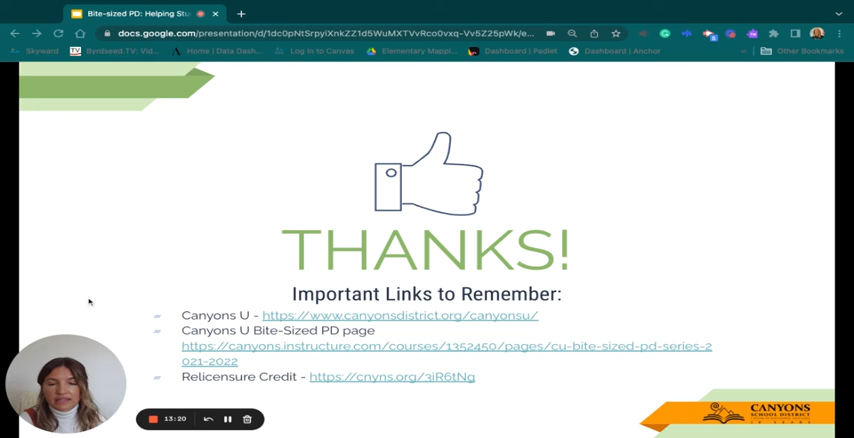 Bite-sized PD: Helping Stu
docs.google.com/presentation/d/1dc0pNtSrpyiXnkZZ1d5WuMXTVvRco0vxq-Vv5Z25pWk/e...
Skyward
Byrdseed.TV: Vid...
Home | Data Dash...
Log In to Canvas
Elementary Mappi...
Dashboard | Padlet
Dashboard | Anchor
Other Bookmarks
THANKS!
Important Links to Remember:
Canyons U - https://www.canyonsdistrict.org/canyonsu/
Canyons U Bite-Sized PD page
https://canyons.instructure.com/courses/1352450/pages/cu-bite-sized-pd-series-2
021-2022
Relicensure Credit - https://cnyns.org/3iR6tNg
13:20
CANYONS
SCHOOL DISTRICT